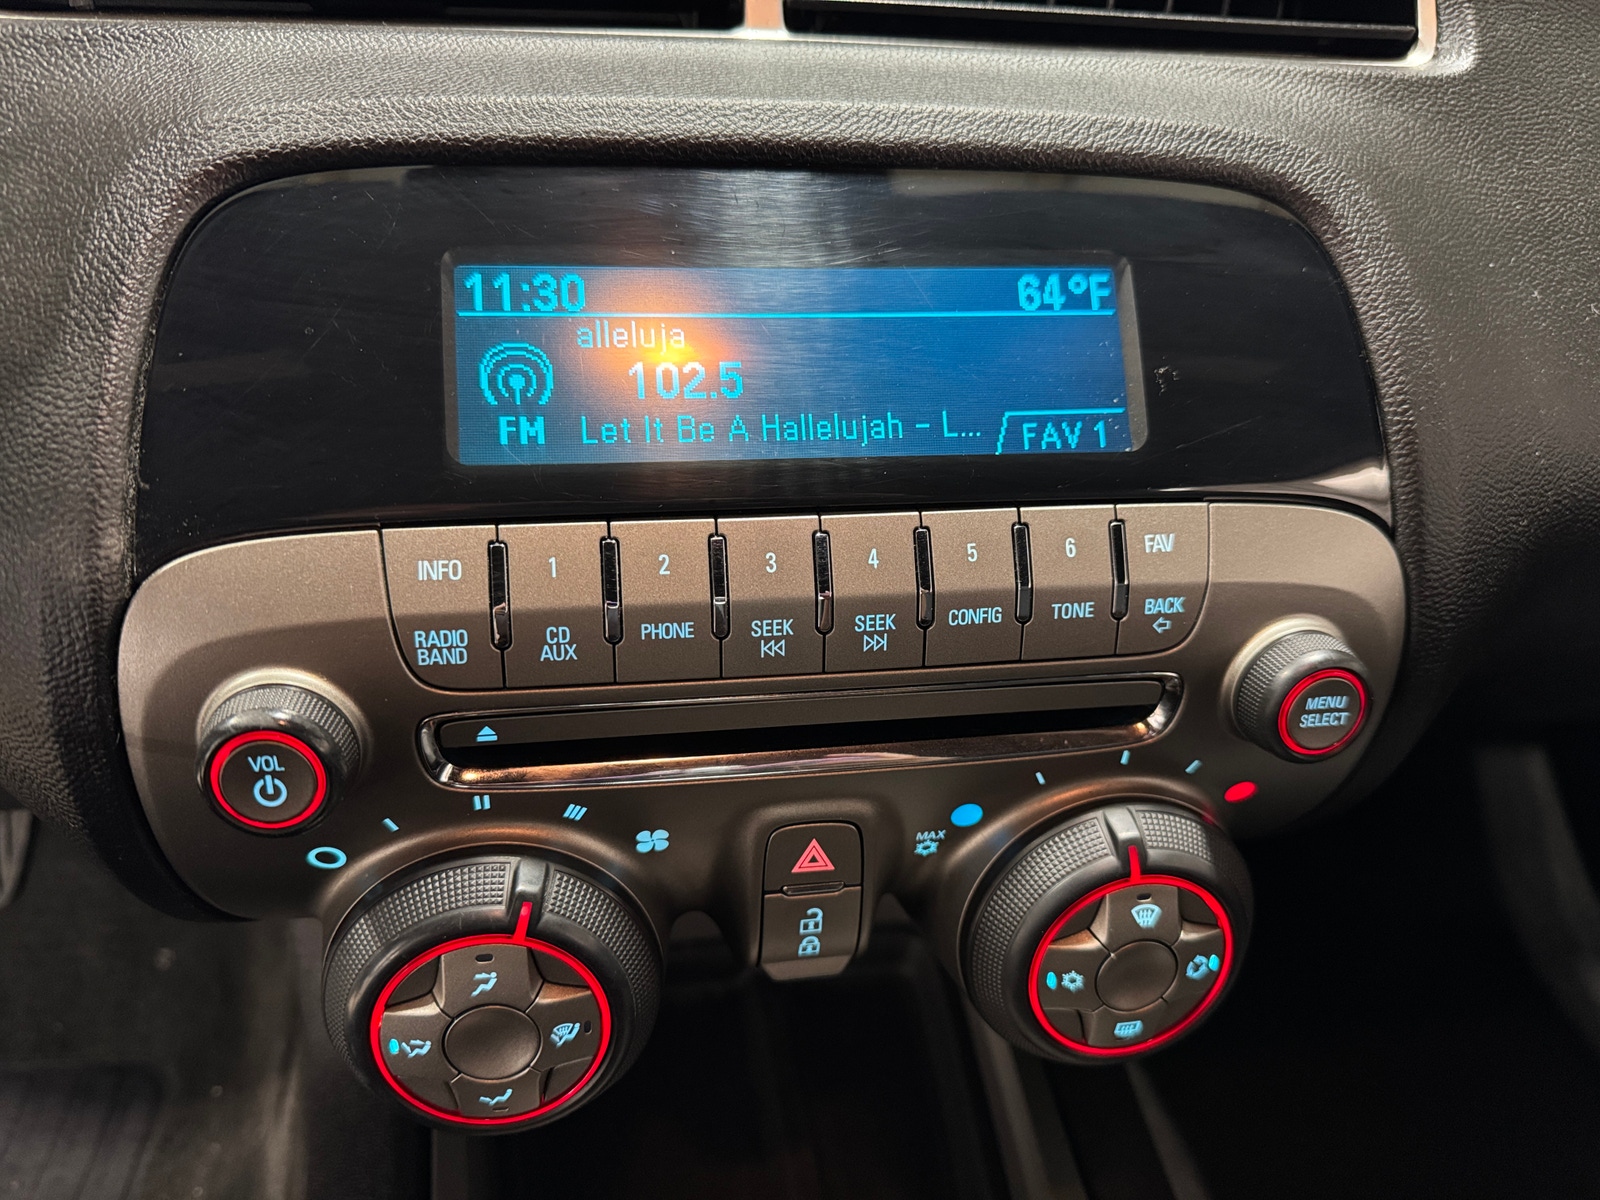 11:30 64°F
alleluja
102.5
FM Let It Be A Hallelujah - L... FAV 1
INFO 1 2 3 4 5 6 FAV
RADIO BAND CD AUX PHONE SEEK SEEK CONFIG TONE BACK
VOL
MENU
SELECT
MAX